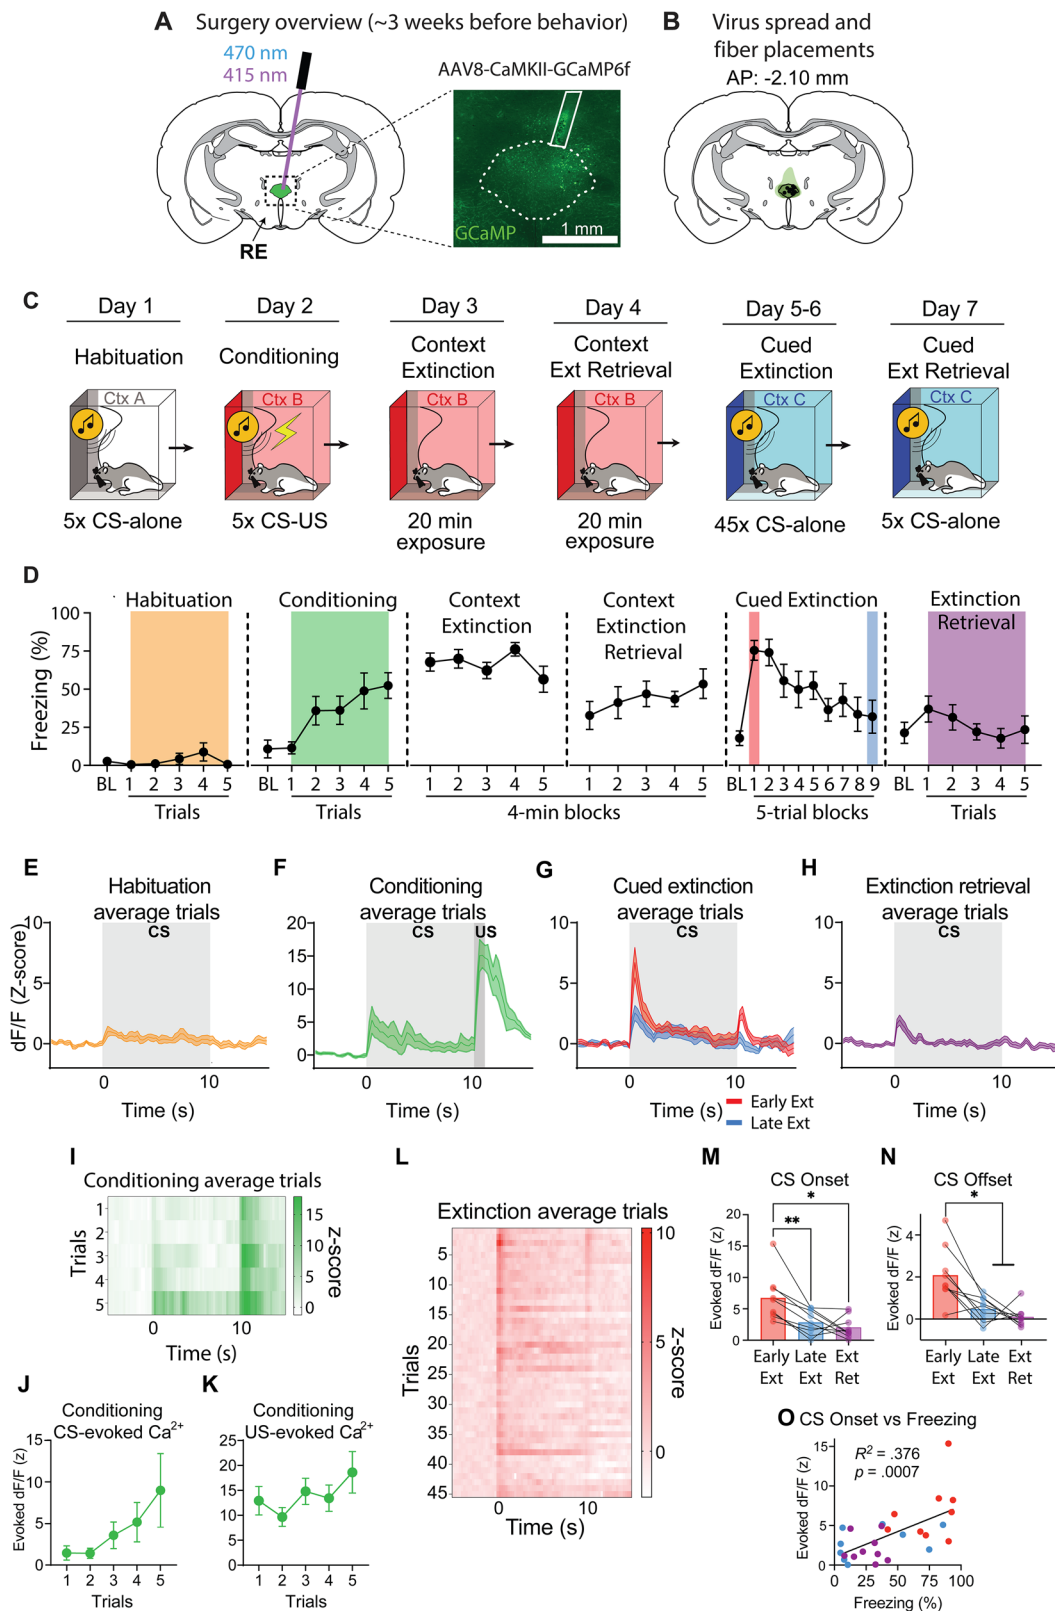 A Surgery overview (~3 weeks before behavior)
470 nm
415 nm
AAV8-CaMKII-GCaMP6f
RE
GCaMP
1 mm
B Virus spread and
fiber placements
AP: -2.10 mm
C
Day 1
Habituation
Ctx A
5x CS-alone
Day 2
Conditioning
Ctx B
5x CS-US
Day 3
Context
Extinction
Ctx B
20 min
exposure
Day 4
Context
Ext Retrieval
Ctx B
20 min
exposure
Day 5-6
Cued
Extinction
Ctx C
45x CS-alone
Day 7
Cued
Ext Retrieval
Ctx C
5x CS-alone
D
Freezing (%)
100
75
50
25
0
Habituation
BL 1 2 3 4 5
Trials
Conditioning
BL 1 2 3 4 5
Trials
Context
Extinction
1 2 3 4 5
Context
Extinction
Retrieval
1 2 3 4 5
4-min blocks
Cued Extinction
BL 1 2 3 4 5 6 7 8 9
5-trial blocks
Extinction
Retrieval
BL 1 2 3 4 5
Trials
E
Habituation
average trials
CS
dF/F (Z-score)
10
5
0
0 10
Time (s)
F
Conditioning
average trials
CS US
20
15
10
5
0
0 10
Time (s)
G
Cued extinction
average trials
CS
10
5
0
0 10
Time (s)
Early Ext
Late Ext
H
Extinction retrieval
average trials
CS
10
5
0
0 10
Time (s)
I
Conditioning average trials
Trials
1
2
3
4
5
0 10
Time (s)
15
10
5
0
z-score
J
Conditioning
CS-evoked Ca2+
Evoked dF/F (z)
15
10
5
0
1 2 3 4 5
Trials
K
Conditioning
US-evoked Ca2+
25
20
15
10
5
0
1 2 3 4 5
Trials
L
Extinction average trials
Trials
5
10
15
20
25
30
35
40
45
0 10
Time (s)
10
5
0
z-score
M
CS Onset
*
**
Evoked dF/F (z)
20
15
10
5
0
Early Late Ext
Ext Ext Ret
N
CS Offset
*
Evoked dF/F (z)
4
2
0
Early Late Ext
Ext Ext Ret
O CS Onset vs Freezing
R2 = .376
p = .0007
Evoked dF/F (z)
15
10
5
0
0 25 50 75 100
Freezing (%)